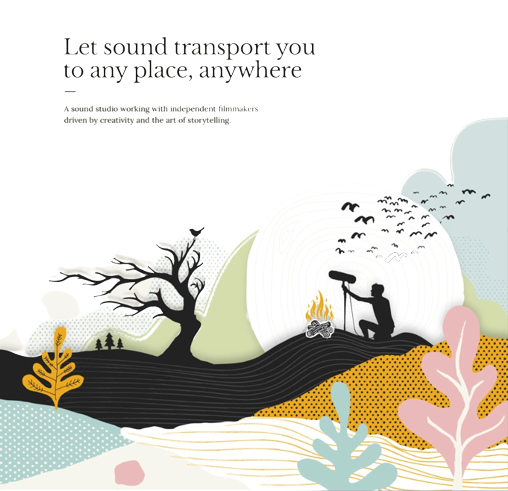 Let sound transport you
to any place, anywhere
A sound studio working with independent filmmakers
driven by creativity and the art of storytelling